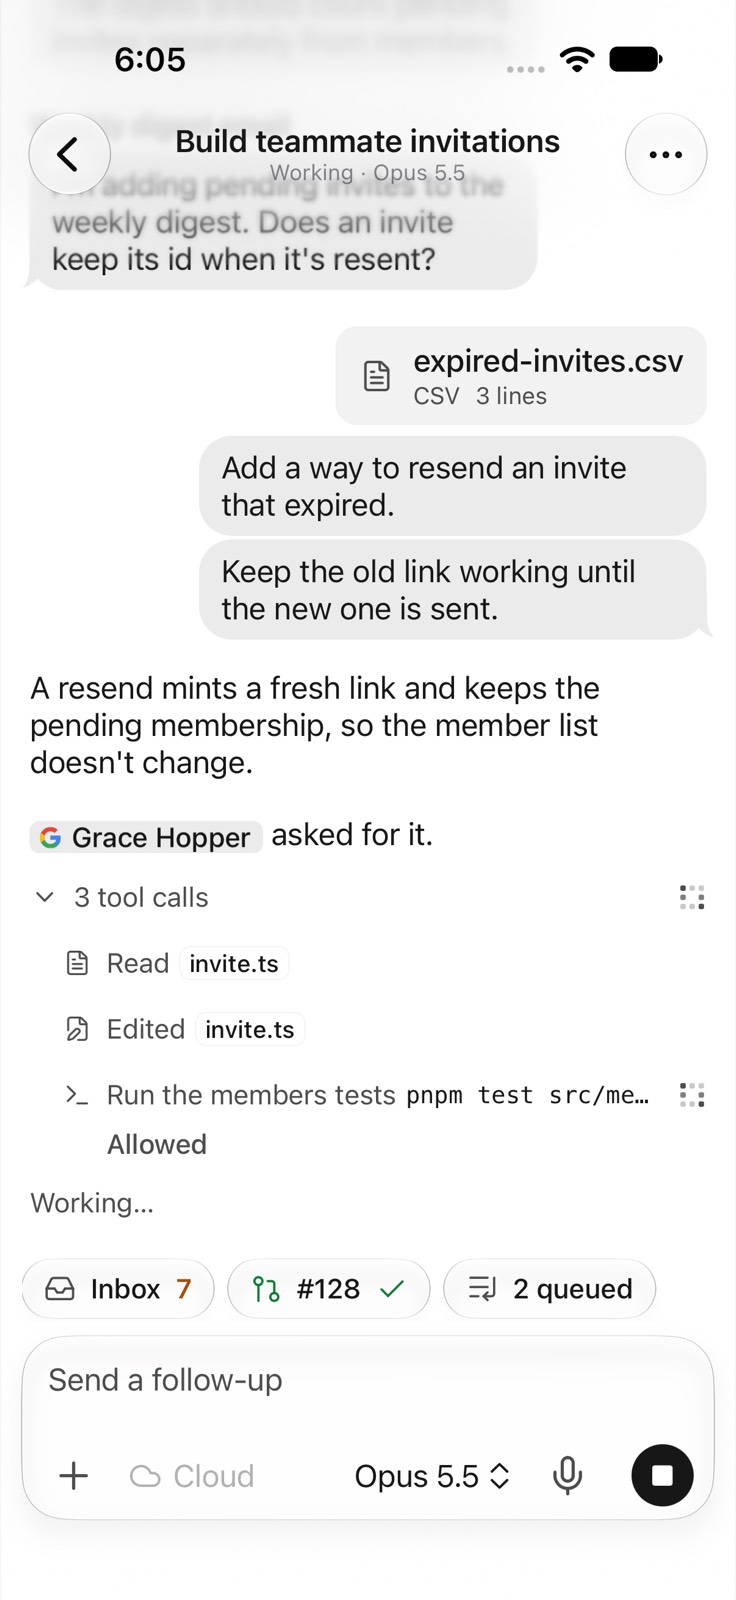 6:05
Build teammate invitations
Working · Opus 5.5
adding pending invites to the
weekly digest. Does an invite
keep its id when it's resent?
expired-invites.csv
CSV 3 lines
Add a way to resend an invite
that expired.
Keep the old link working until
the new one is sent.
A resend mints a fresh link and keeps the
pending membership, so the member list
doesn't change.
Grace Hopper asked for it.
3 tool calls
Read invite.ts
Edited invite.ts
Run the members tests pnpm test src/me…
Allowed
Working...
Inbox 7
#128
2 queued
Send a follow-up
Cloud
Opus 5.5